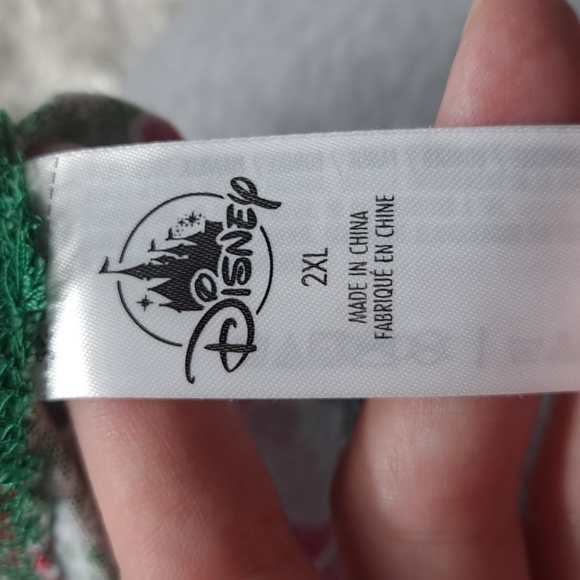 Disney
2XL
MADE IN CHINA
FABRIQUÉ EN CHINE